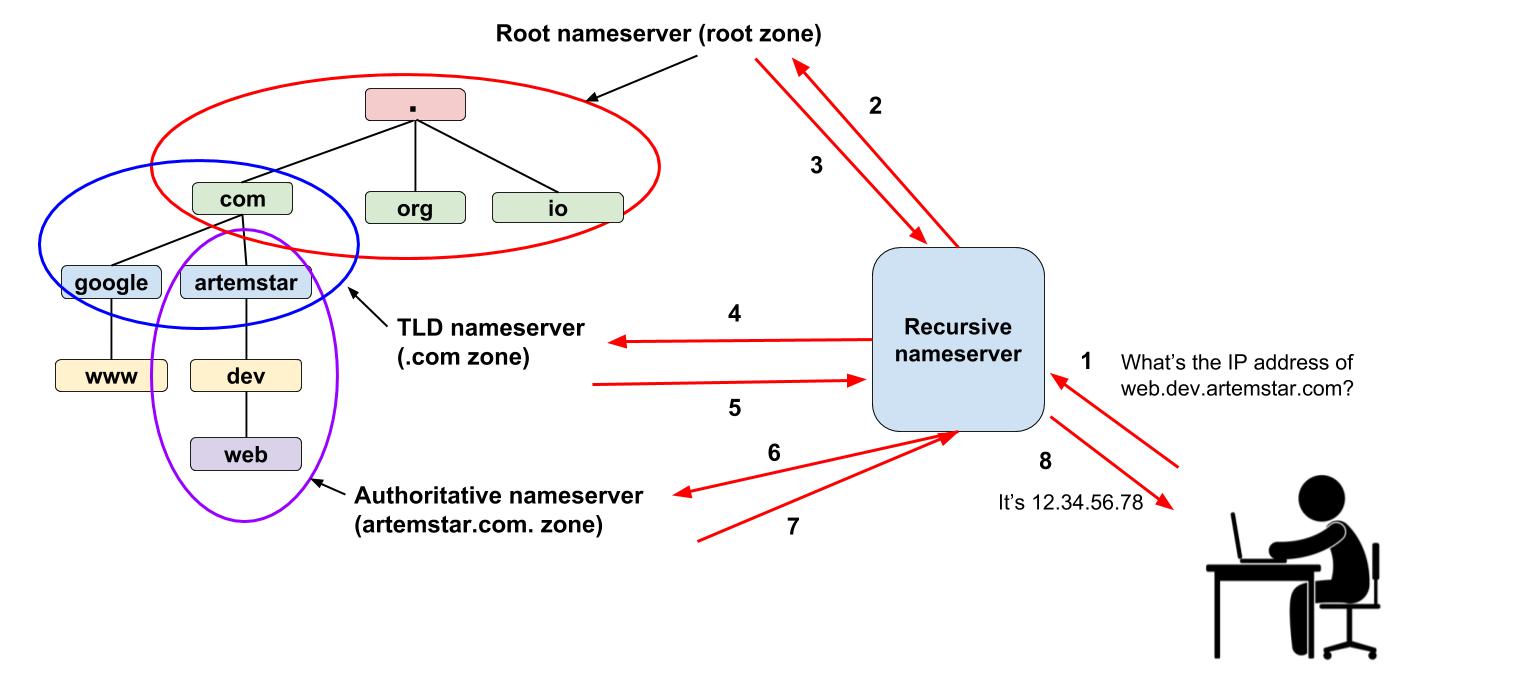 Root nameserver (root zone)
.
com
org
io
google
artemstar
www
dev
web
TLD nameserver
(.com zone)
Authoritative nameserver
(artemstar.com. zone)
2
3
4
5
6
7
Recursive
nameserver
1
What's the IP address of
web.dev.artemstar.com?
8
It's 12.34.56.78